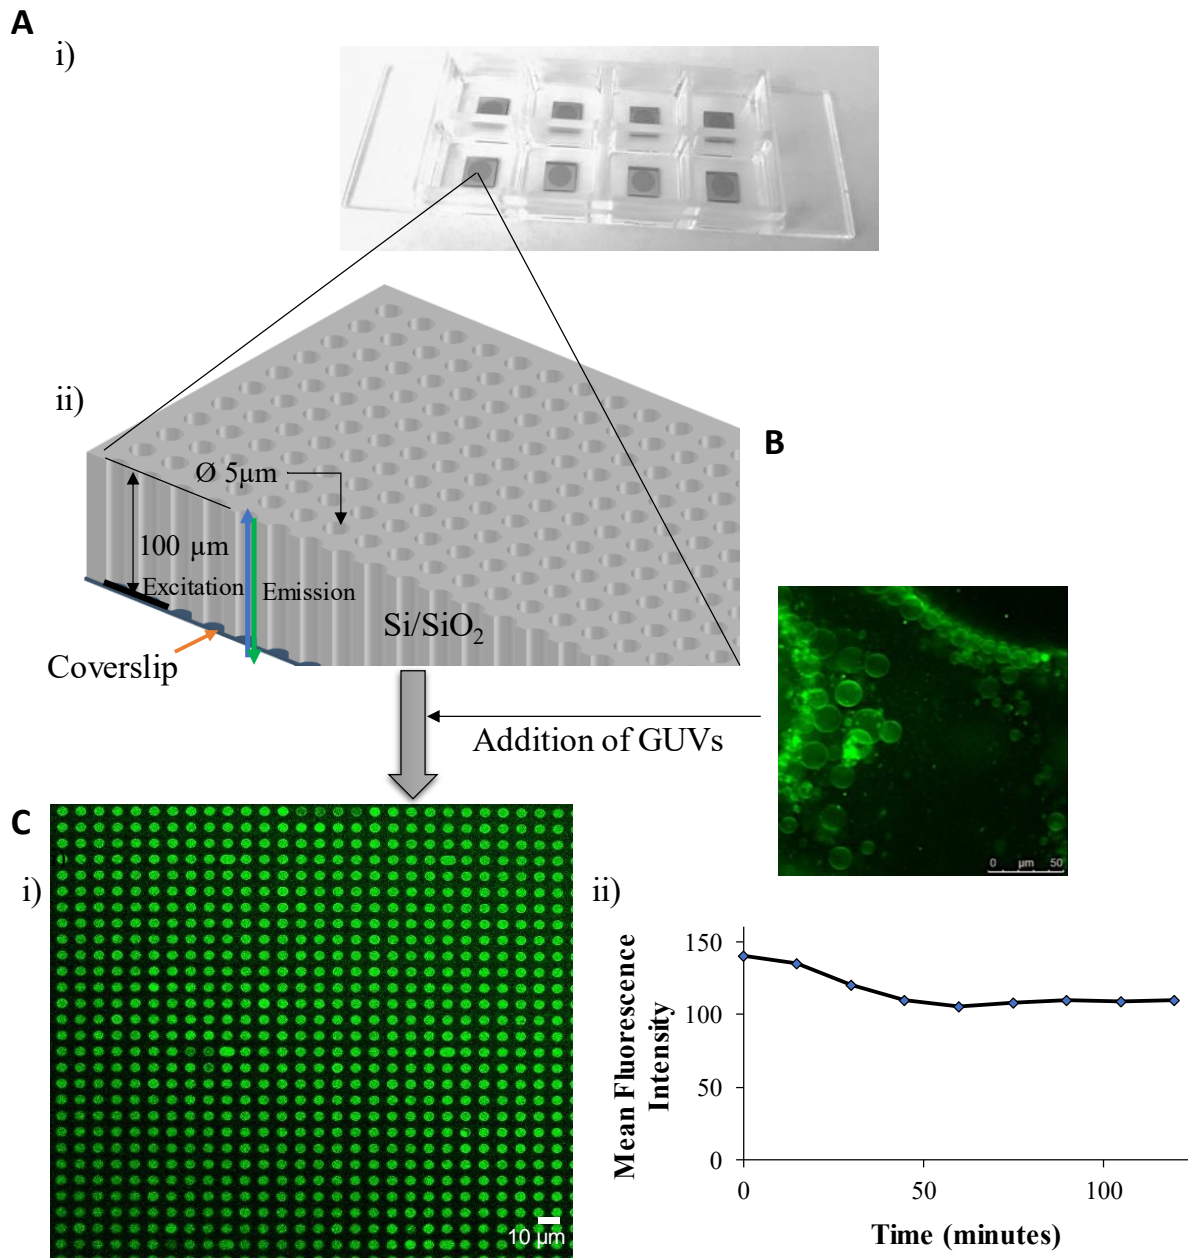 A
i)
ii)
Ø 5µm
100 µm
Excitation
Emission
Si/SiO₂
Coverslip
B
Addition of GUVs
0 µm 50
C
i)
10 µm
ii)
Mean Fluorescence
Intensity
150
100
50
0
0 50 100
Time (minutes)